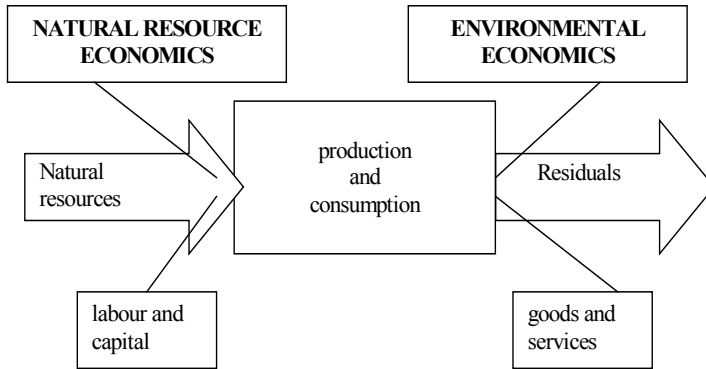 NATURAL RESOURCE
ECONOMICS
ENVIRONMENTAL
ECONOMICS
Natural
resources
production
and
consumption
Residuals
labour and
capital
goods and
services